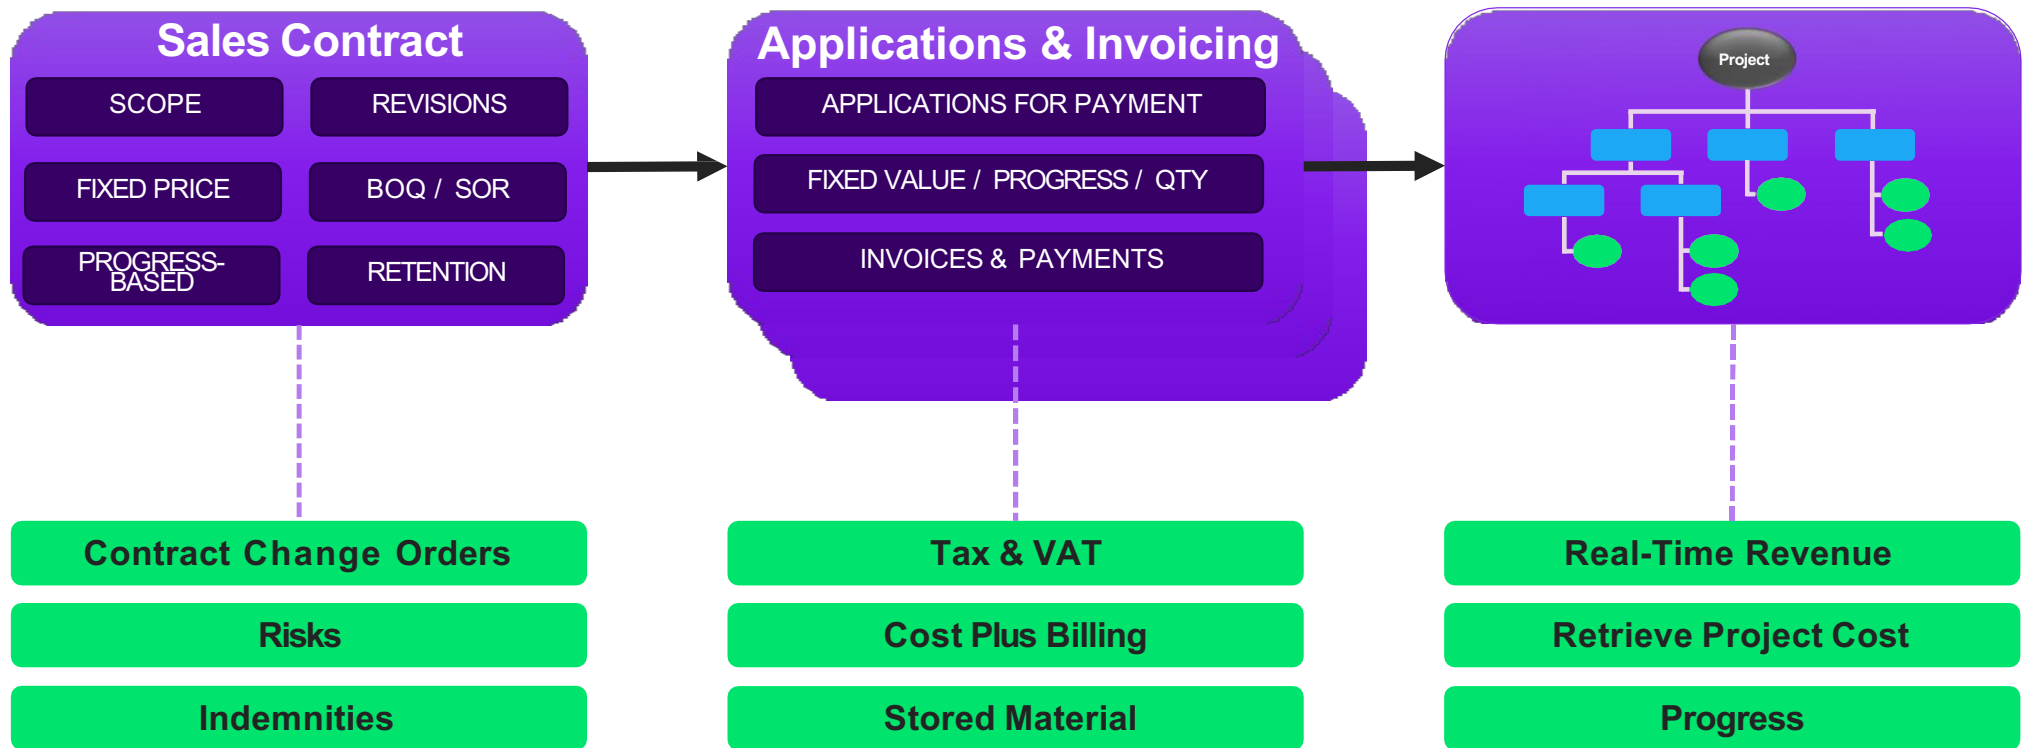 Sales Contract
SCOPE
REVISIONS
FIXED PRICE
BOQ / SOR
PROGRESS-
BASED
RETENTION
Applications & Invoicing
APPLICATIONS FOR PAYMENT
FIXED VALUE / PROGRESS / QTY
INVOICES & PAYMENTS
Project
Contract Change Orders
Risks
Indemnities
Tax & VAT
Cost Plus Billing
Stored Material
Real-Time Revenue
Retrieve Project Cost
Progress